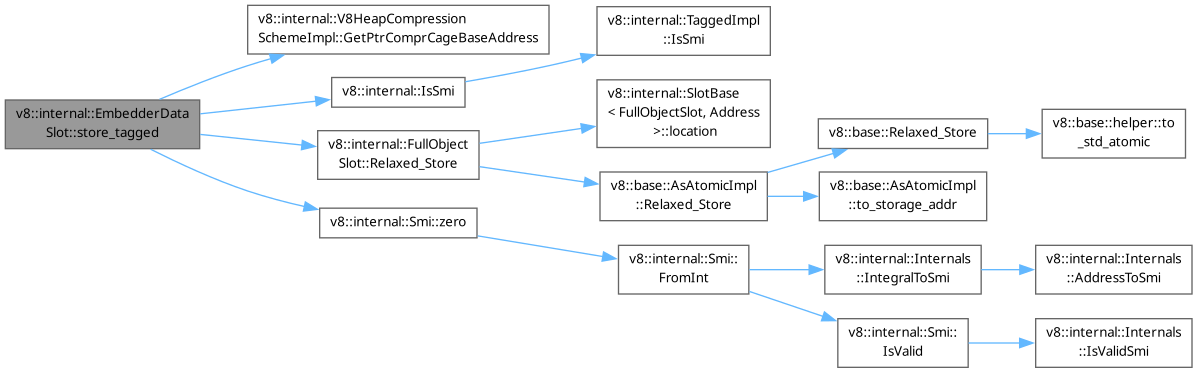 v8::internal::V8HeapCompression
SchemeImpl::GetPtrComprCageBaseAddress
v8::internal::TaggedImpl
::IsSmi
v8::internal::IsSmi
v8::internal::EmbedderData
Slot::store_tagged
v8::internal::SlotBase
< FullObjectSlot, Address
>::location
v8::internal::FullObject
Slot::Relaxed_Store
v8::base::Relaxed_Store
v8::base::helper::to
_std_atomic
v8::base::AsAtomicImpl
::Relaxed_Store
v8::base::AsAtomicImpl
::to_storage_addr
v8::internal::Smi::zero
v8::internal::Smi::
FromInt
v8::internal::Internals
::IntegralToSmi
v8::internal::Internals
::AddressToSmi
v8::internal::Smi::
IsValid
v8::internal::Internals
::IsValidSmi